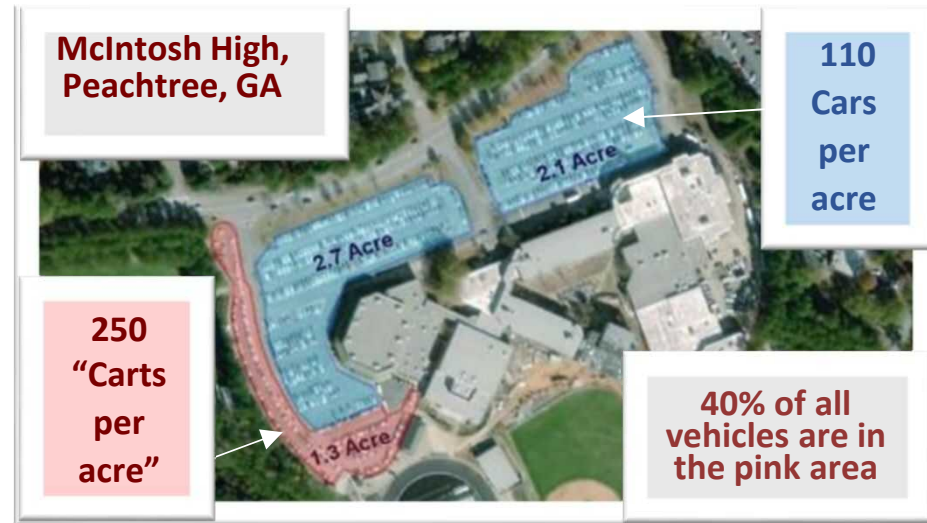 McIntosh High,
Peachtree, GA
110
Cars
per
acre
2.1 Acre
2.7 Acre
250
“Carts
per
acre”
1.3 Acre
40% of all
vehicles are in
the pink area